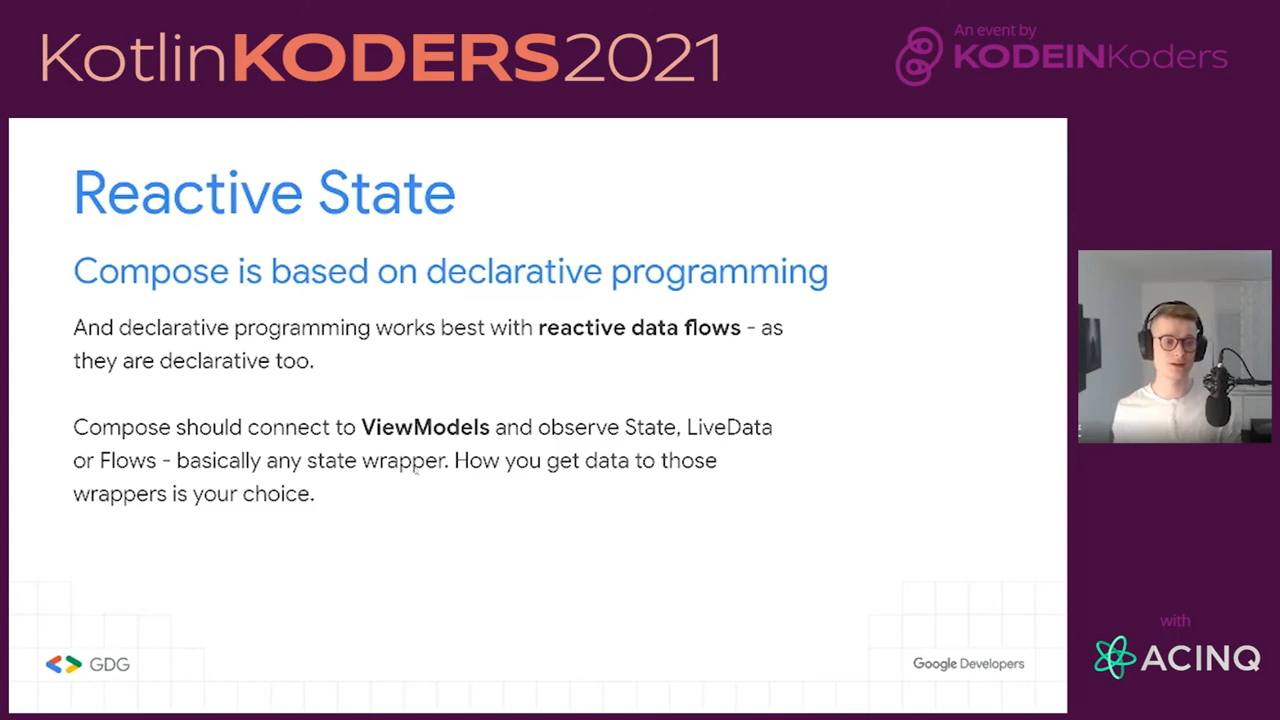 KotlinKODERS2021
An event by
KODEINKoders
Reactive State
Compose is based on declarative programming
And declarative programming works best with reactive data flows - as
they are declarative too.
Compose should connect to ViewModels and observe State, LiveData
or Flows - basically any state wrapper. How you get data to those
wrappers is your choice.
GDG
Google Developers
with
ACINQ